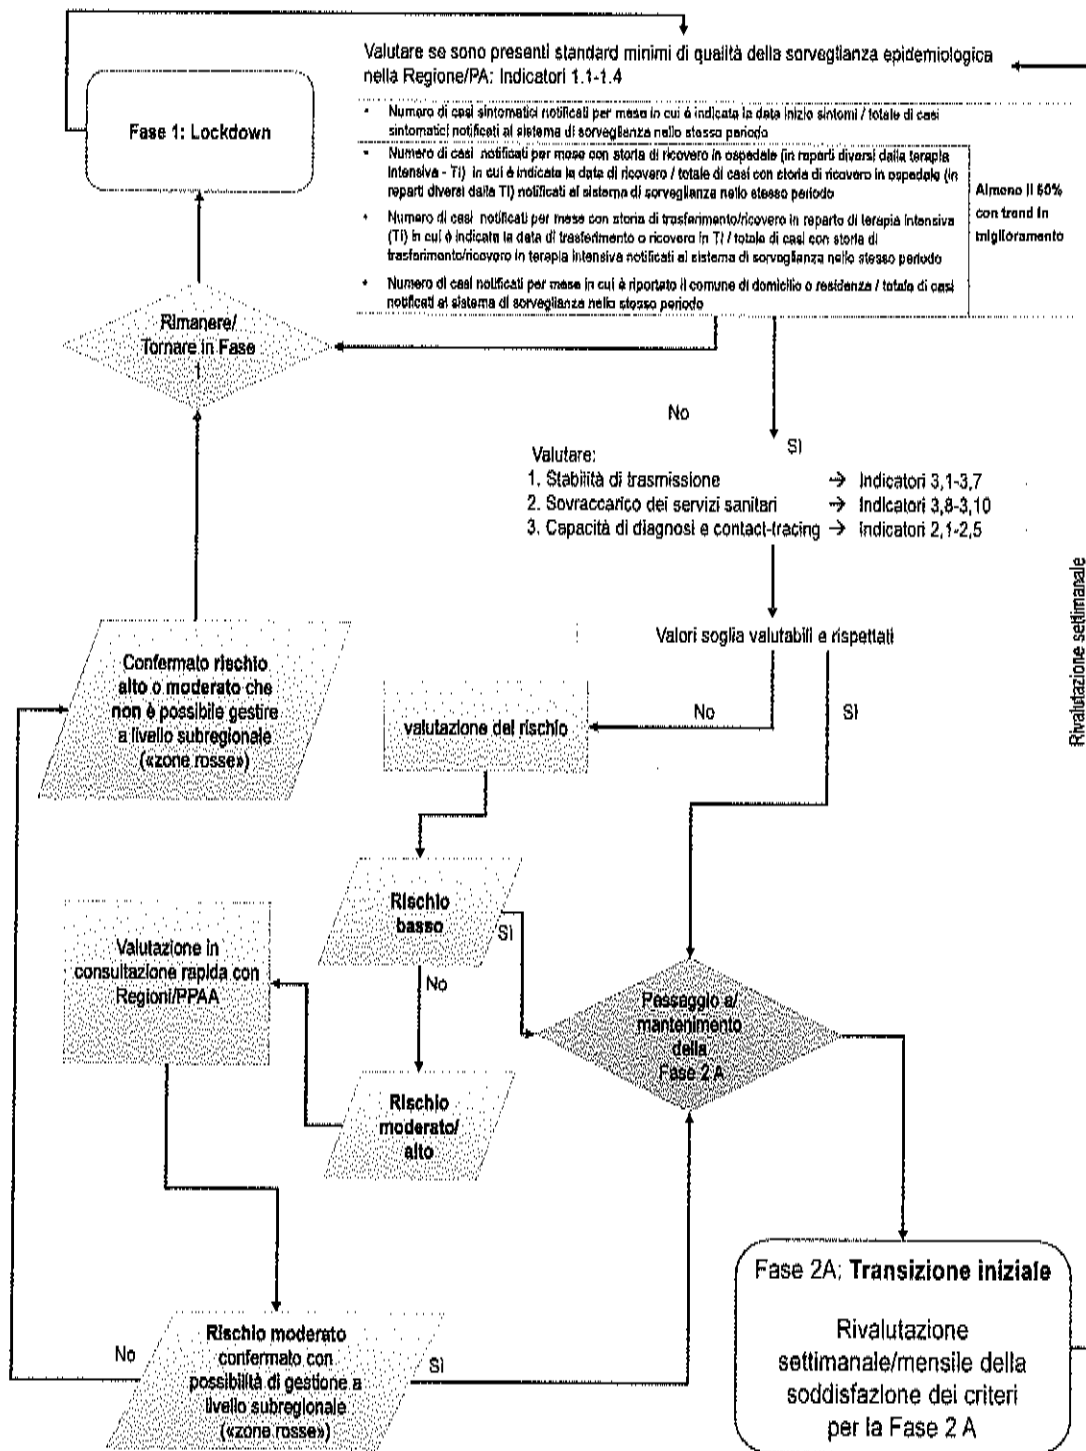 Valutare se sono presenti standard minimi di qualità della sorveglianza epidemiologica
nella Regione/PA: Indicatori 1.1-1.4
Fase 1: Lockdown
• Numero di casi sintomatici notificati per mese in cui è indicata la data inizio sintomi / totale di casi
sintomatici notificati al sistema di sorveglianza nello stesso periodo
• Numero di casi notificati per mese con storia di ricovero in ospedale (in reparti diversi dalla terapia
Intensiva - TI) in cui è indicata la data di ricovero / totale di casi con storia di ricovero in ospedale (in
reparti diversi dalla TI) notificati al sistema di sorveglianza nello stesso periodo
• Numero di casi notificati per mese con storia di trasferimento/ricovero in reparto di terapia intensiva
(TI) in cui è indicata la data di trasferimento o ricovero in TI / totale di casi con storia di
trasferimento/ricovero in terapia intensiva notificati al sistema di sorveglianza nello stesso periodo
• Numero di casi notificati per mese in cui è riportato il comune di domicilio o residenza / totale di casi
notificati al sistema di sorveglianza nello stesso periodo
Almeno il 60%
con trend in
miglioramento
Rimanere/
Tornare in Fase
1
No
Sì
Valutare:
1. Stabilità di trasmissione → Indicatori 3,1-3,7
2. Sovraccarico dei servizi sanitari → Indicatori 3,8-3,10
3. Capacità di diagnosi e contact-tracing → Indicatori 2,1-2,5
Rivalutazione settimanale
Valori soglia valutabili e rispettati
No
Sì
valutazione del rischio
Confermato rischio
alto o moderato che
non è possibile gestire
a livello subregionale
(«zone rosse»)
Rischio
basso
Sì
No
Valutazione in
consultazione rapida con
Regioni/PPAA
Passaggio a/
mantenimento
della
Fase 2 A
Rischio
moderato/
alto
Fase 2A: Transizione iniziale
Rivalutazione
settimanale/mensile della
soddisfazione dei criteri
per la Fase 2 A
Rischio moderato
confermato con
possibilità di gestione a
livello subregionale
(«zone rosse»)
No
Sì